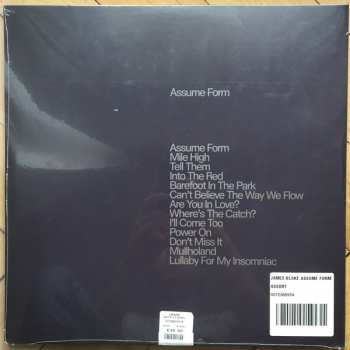 Assume Form
Assume Form
Mile High
Tell Them
Into The Red
Barefoot In The Park
Can't Believe The Way We Flow
Are You In Love?
Where's The Catch?
I'll Come Too
Power On
Don't Miss It
Mullholand
Lullaby For My Insomniac
JAMES BLAKE ASSUME FORM